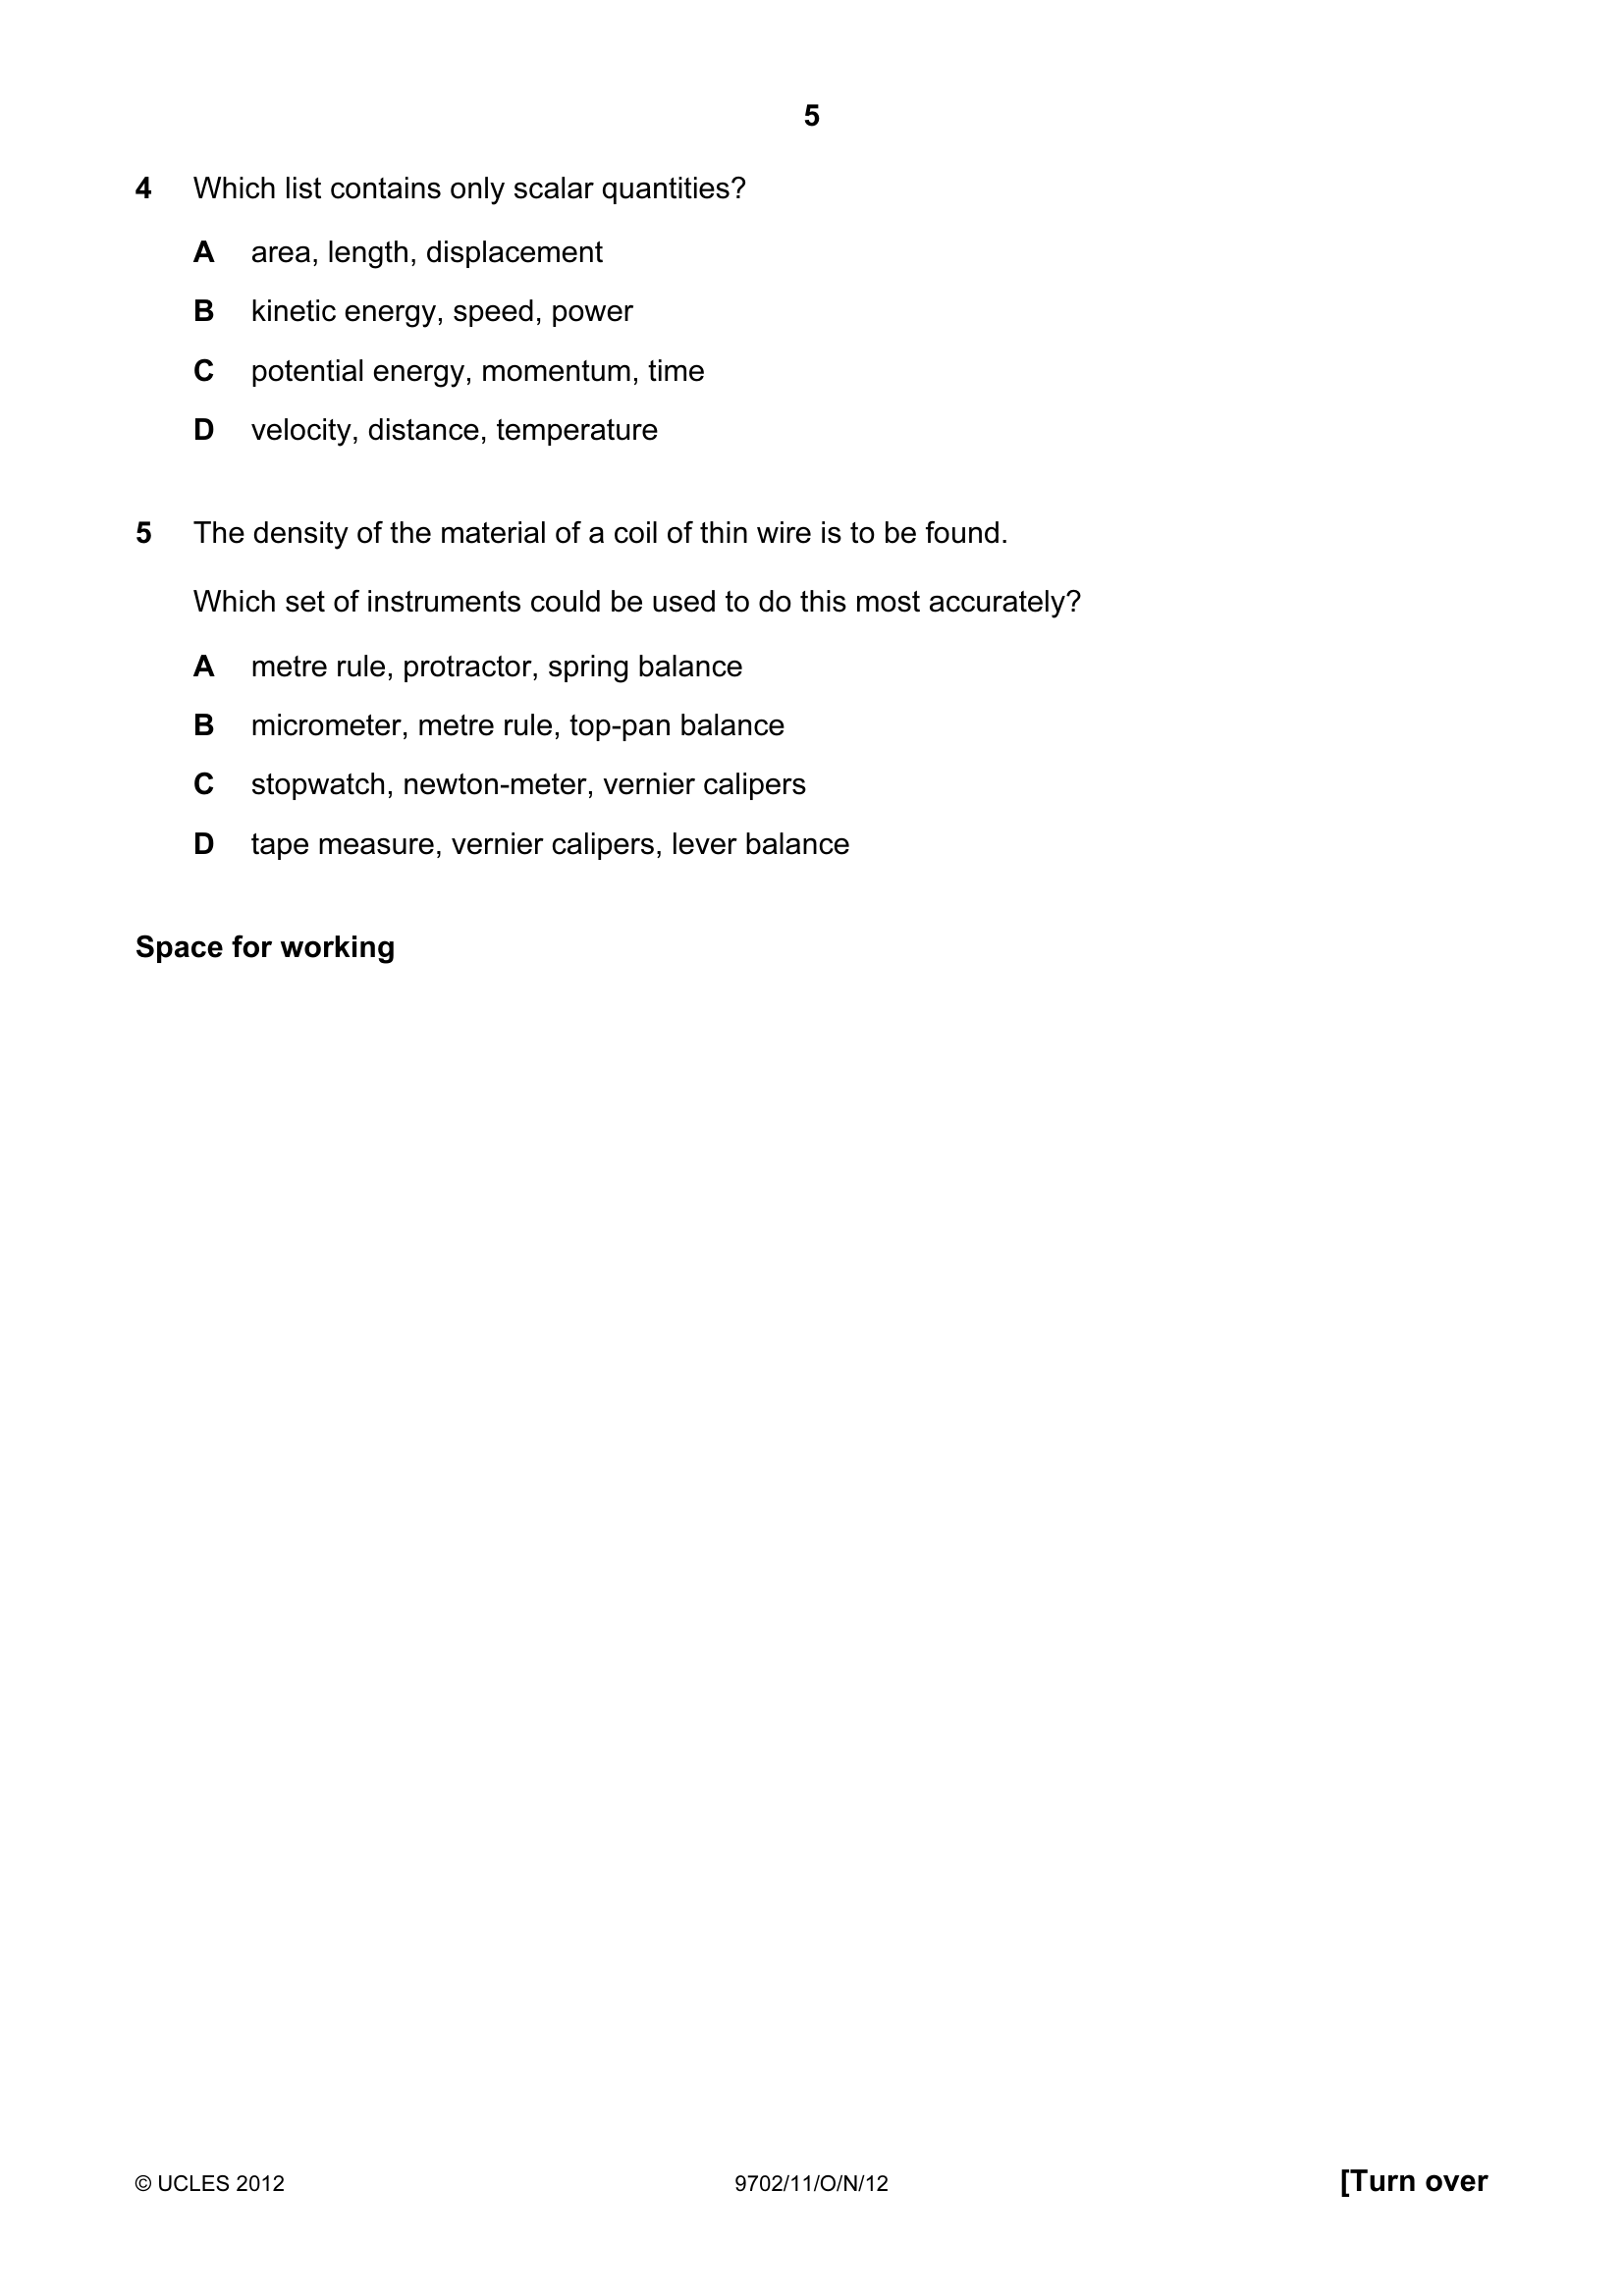 5
4 Which list contains only scalar quantities?
A area, length, displacement
B kinetic energy, speed, power
C potential energy, momentum, time
D velocity, distance, temperature
5 The density of the material of a coil of thin wire is to be found.
Which set of instruments could be used to do this most accurately?
A metre rule, protractor, spring balance
B micrometer, metre rule, top-pan balance
C stopwatch, newton-meter, vernier calipers
D tape measure, vernier calipers, lever balance
Space for working
© UCLES 2012 9702/11/O/N/12 [Turn over